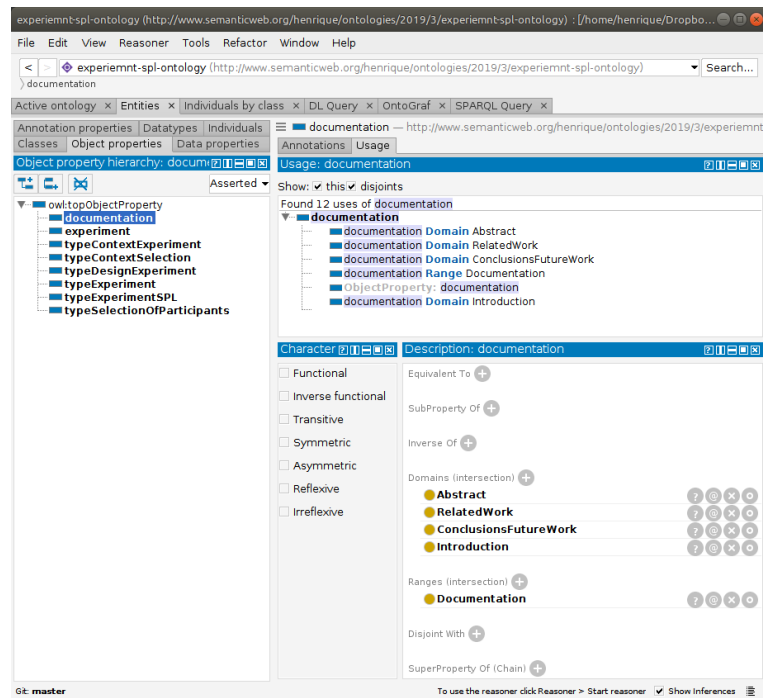 experiemnt-spl-ontology (http://www.semanticweb.org/henrique/ontologies/2019/3/experiemnt-spl-ontology) : [/home/henrique/Dropbo...
File Edit View Reasoner Tools Refactor Window Help
< > experiemnt-spl-ontology (http://www.semanticweb.org/henrique/ontologies/2019/3/experiemnt-spl-ontology) Search...
documentation
Active ontology × Entities × Individuals by class × DL Query × OntoGraf × SPARQL Query ×
Annotation properties Datatypes Individuals
Classes Object properties Data properties
documentation — http://www.semanticweb.org/henrique/ontologies/2019/3/experiemnt
Annotations Usage
Object property hierarchy: docume
Usage: documentation
Asserted
Show: this disjoints
Found 12 uses of documentation
owl:topObjectProperty
documentation
experiment
typeContextExperiment
typeContextSelection
typeDesignExperiment
typeExperiment
typeExperimentSPL
typeSelectionOfParticipants
documentation
documentation Domain Abstract
documentation Domain RelatedWork
documentation Domain ConclusionsFutureWork
documentation Range Documentation
ObjectProperty: documentation
documentation Domain Introduction
Character
Functional
Inverse functional
Transitive
Symmetric
Asymmetric
Reflexive
Irreflexive
Description: documentation
Equivalent To
SubProperty Of
Inverse Of
Domains (intersection)
Abstract
RelatedWork
ConclusionsFutureWork
Introduction
Ranges (intersection)
Documentation
Disjoint With
SuperProperty Of (Chain)
Git: master
To use the reasoner click Reasoner > Start reasoner Show Inferences